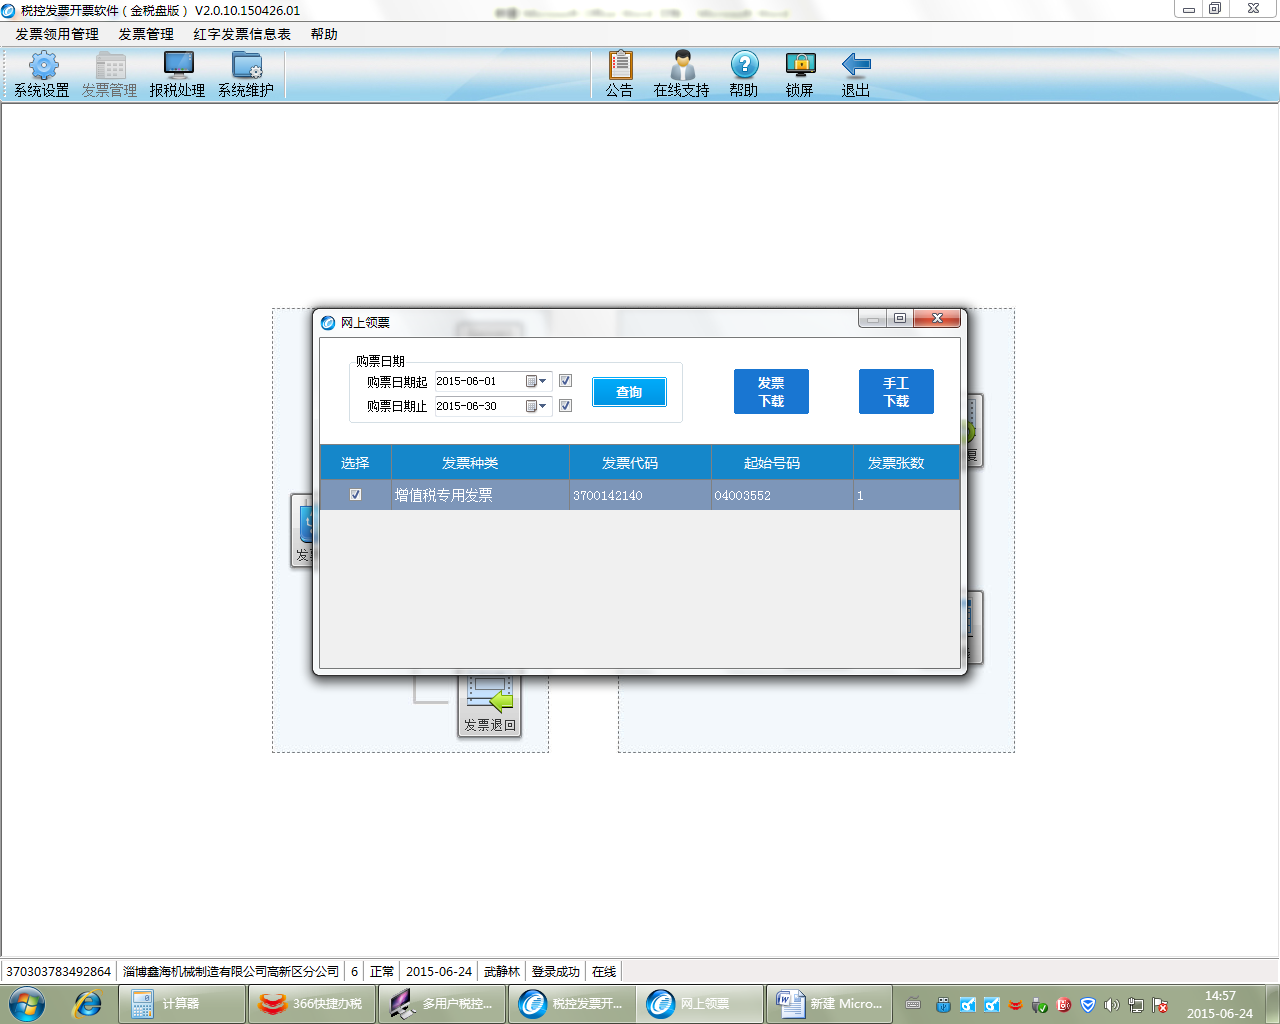 税控发票开票软件（金税盘版） V2.0.10.150426.01
发票领用管理 发票管理 红字发票信息表 帮助
系统设置 发票管理 报税处理 系统维护 公告 在线支持 帮助 锁屏 退出
网上领票
购票日期
购票日期起 2015-06-01
购票日期止 2015-06-30
查询
发票
下载
手工
下载
选择 发票种类 发票代码 起始号码 发票张数
增值税专用发票 3700142140 04003552 1
复
发
发票退回
370303783492864 淄博鑫海机械制造有限公司高新区分公司 6 正常 2015-06-24 武静林 登录成功 在线
计算器 366快捷办税 多用户税控... 税控发票开... 网上领票 新建 Micro...
14:57
2015-06-24